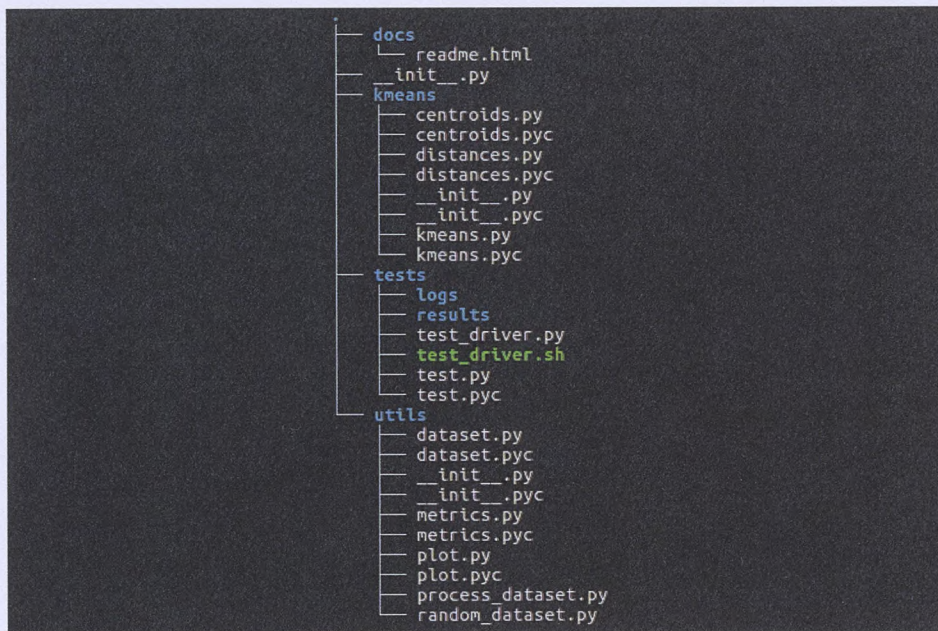 .
├── docs
│   └── readme.html
├── __init__.py
├── kmeans
│   ├── centroids.py
│   ├── centroids.pyc
│   ├── distances.py
│   ├── distances.pyc
│   ├── __init__.py
│   ├── __init__.pyc
│   ├── kmeans.py
│   └── kmeans.pyc
├── tests
│   ├── logs
│   ├── results
│   ├── test_driver.py
│   ├── test_driver.sh
│   ├── test.py
│   └── test.pyc
└── utils
    ├── dataset.py
    ├── dataset.pyc
    ├── __init__.py
    ├── __init__.pyc
    ├── metrics.py
    ├── metrics.pyc
    ├── plot.py
    ├── plot.pyc
    ├── process_dataset.py
    └── random_dataset.py